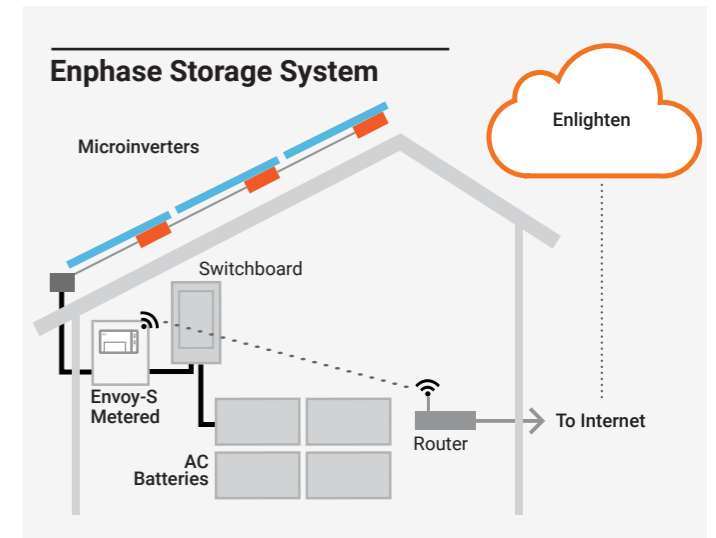 Enphase Storage System
Enlighten
Microinverters
Switchboard
Envoy-S
Metered
To Internet
Router
AC
Batteries